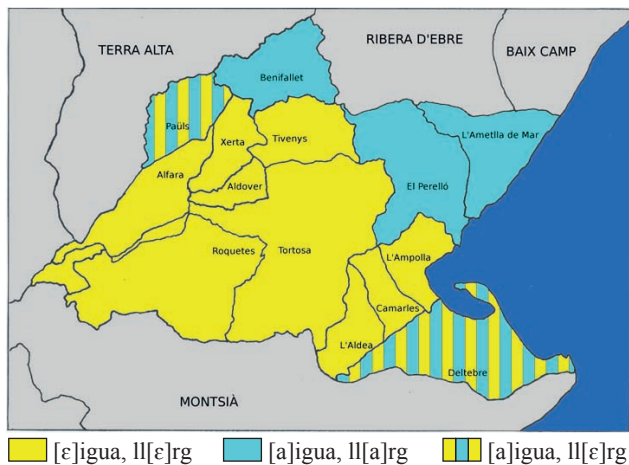 TERRA ALTA
RIBERA D'EBRE
BAIX CAMP
Benifallet
Paüls
Xerta
Tivenys
L'Ametlla de Mar
Alfara
Aldover
El Perelló
Roquetes
Tortosa
L'Ampolla
Camarles
L'Aldea
Deltebre
MONTSIÀ
[ɛ]igua, ll[ɛ]rg [a]igua, ll[a]rg [a]igua, ll[ɛ]rg